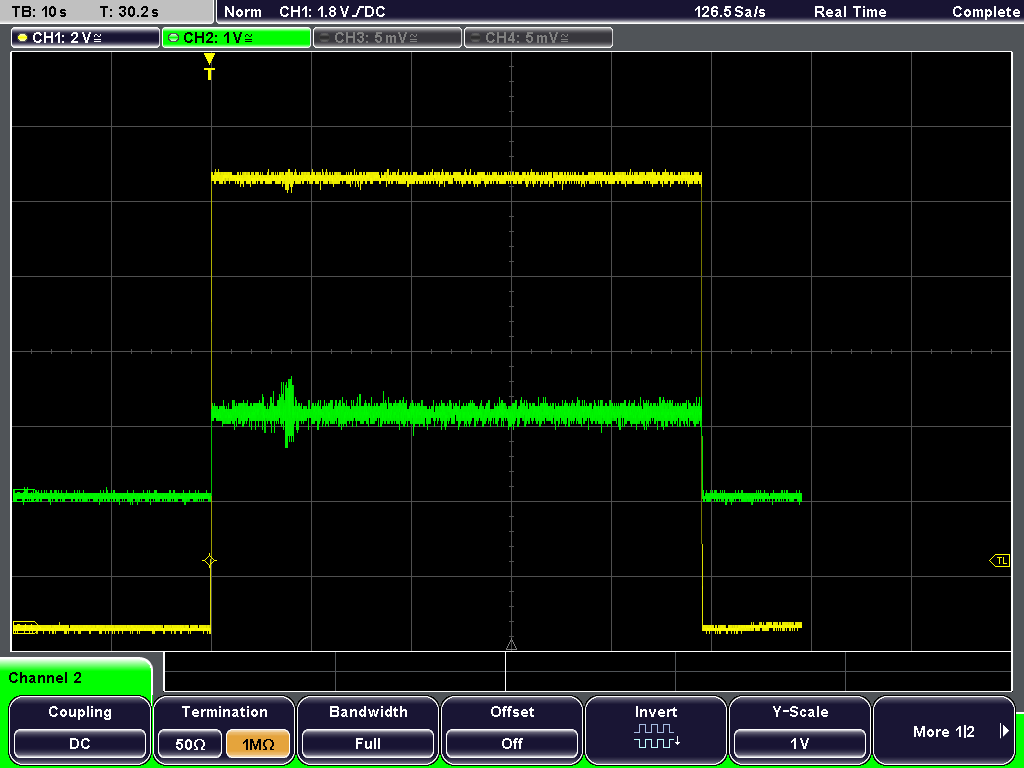 TB: 10 s T: 30.2 s Norm CH1: 1.8 V DC 126.5 Sa/s Real Time Complete
CH1: 2 V≅ CH2: 1 V≅ CH3: 5 mV≅ CH4: 5 mV≅
T
TL
Channel 2
Coupling Termination Bandwidth Offset Invert Y-Scale More 1|2
DC 50Ω 1MΩ Full Off 1 V